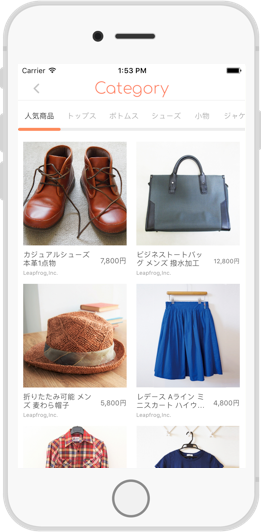 Carrier 1:53 PM
Category
人気商品 トップス ボトムス シューズ 小物 ジャケ
カジュアルシューズ
本革1点物 7,800円
Leapfrog,Inc.
ビジネストートバッ
グ メンズ 撥水加工 12,800円
Leapfrog,Inc.
折りたたみ可能 メン
ズ 麦わら帽子 5,800円
Leapfrog,Inc.
レデース Aライン ミ
ニスカート ハイウ... 4,800円
Leapfrog,Inc.